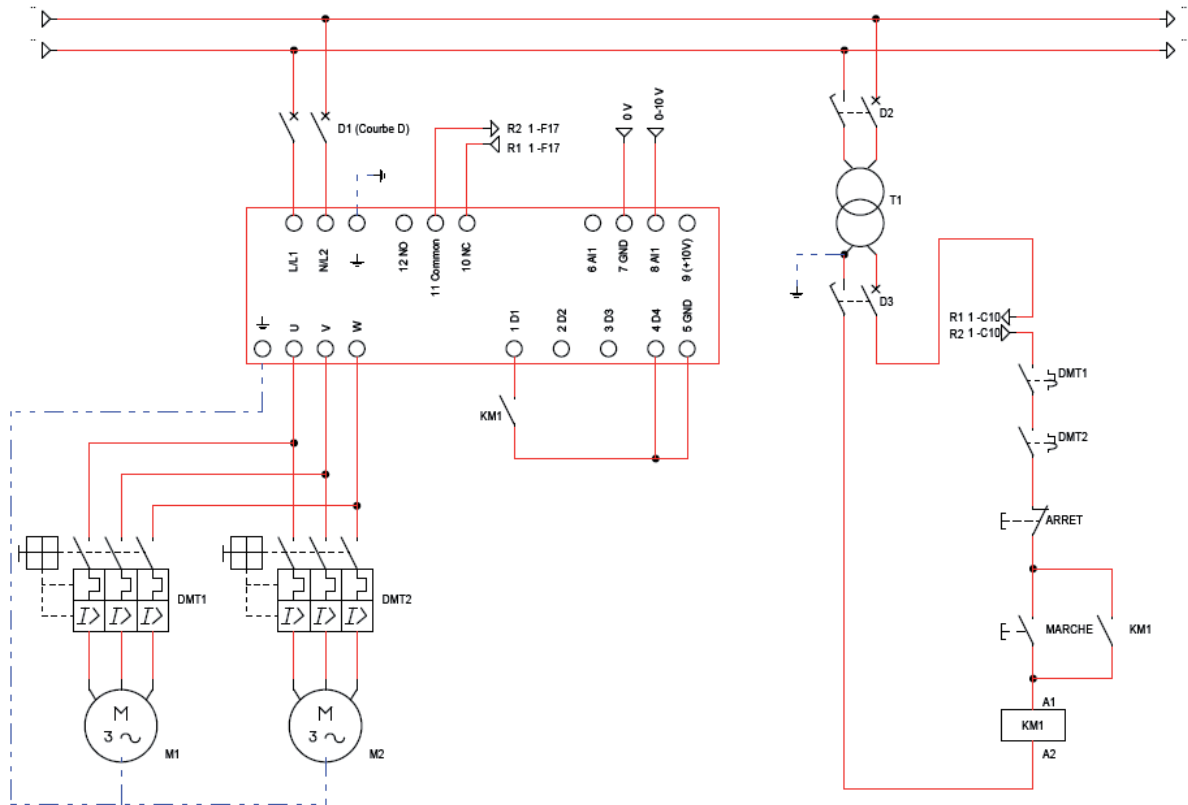 D1 (Courbe D)
R2 1 -F17
R1 1 -F17
0 V
0-10 V
D2
T1
L/L1
N/L2
12 NO
11 Common
10 NC
6 AI1
7 GND
8 AI1
9 (+10V)
U
V
W
1 D1
2 D2
3 D3
4 D4
5 GND
D3
R1 1 -C10
R2 1 -C10
DMT1
DMT2
KM1
ARRET
MARCHE
KM1
A1
KM1
A2
I>
I>
I>
DMT1
I>
I>
I>
DMT2
M
3
M1
M
3
M2